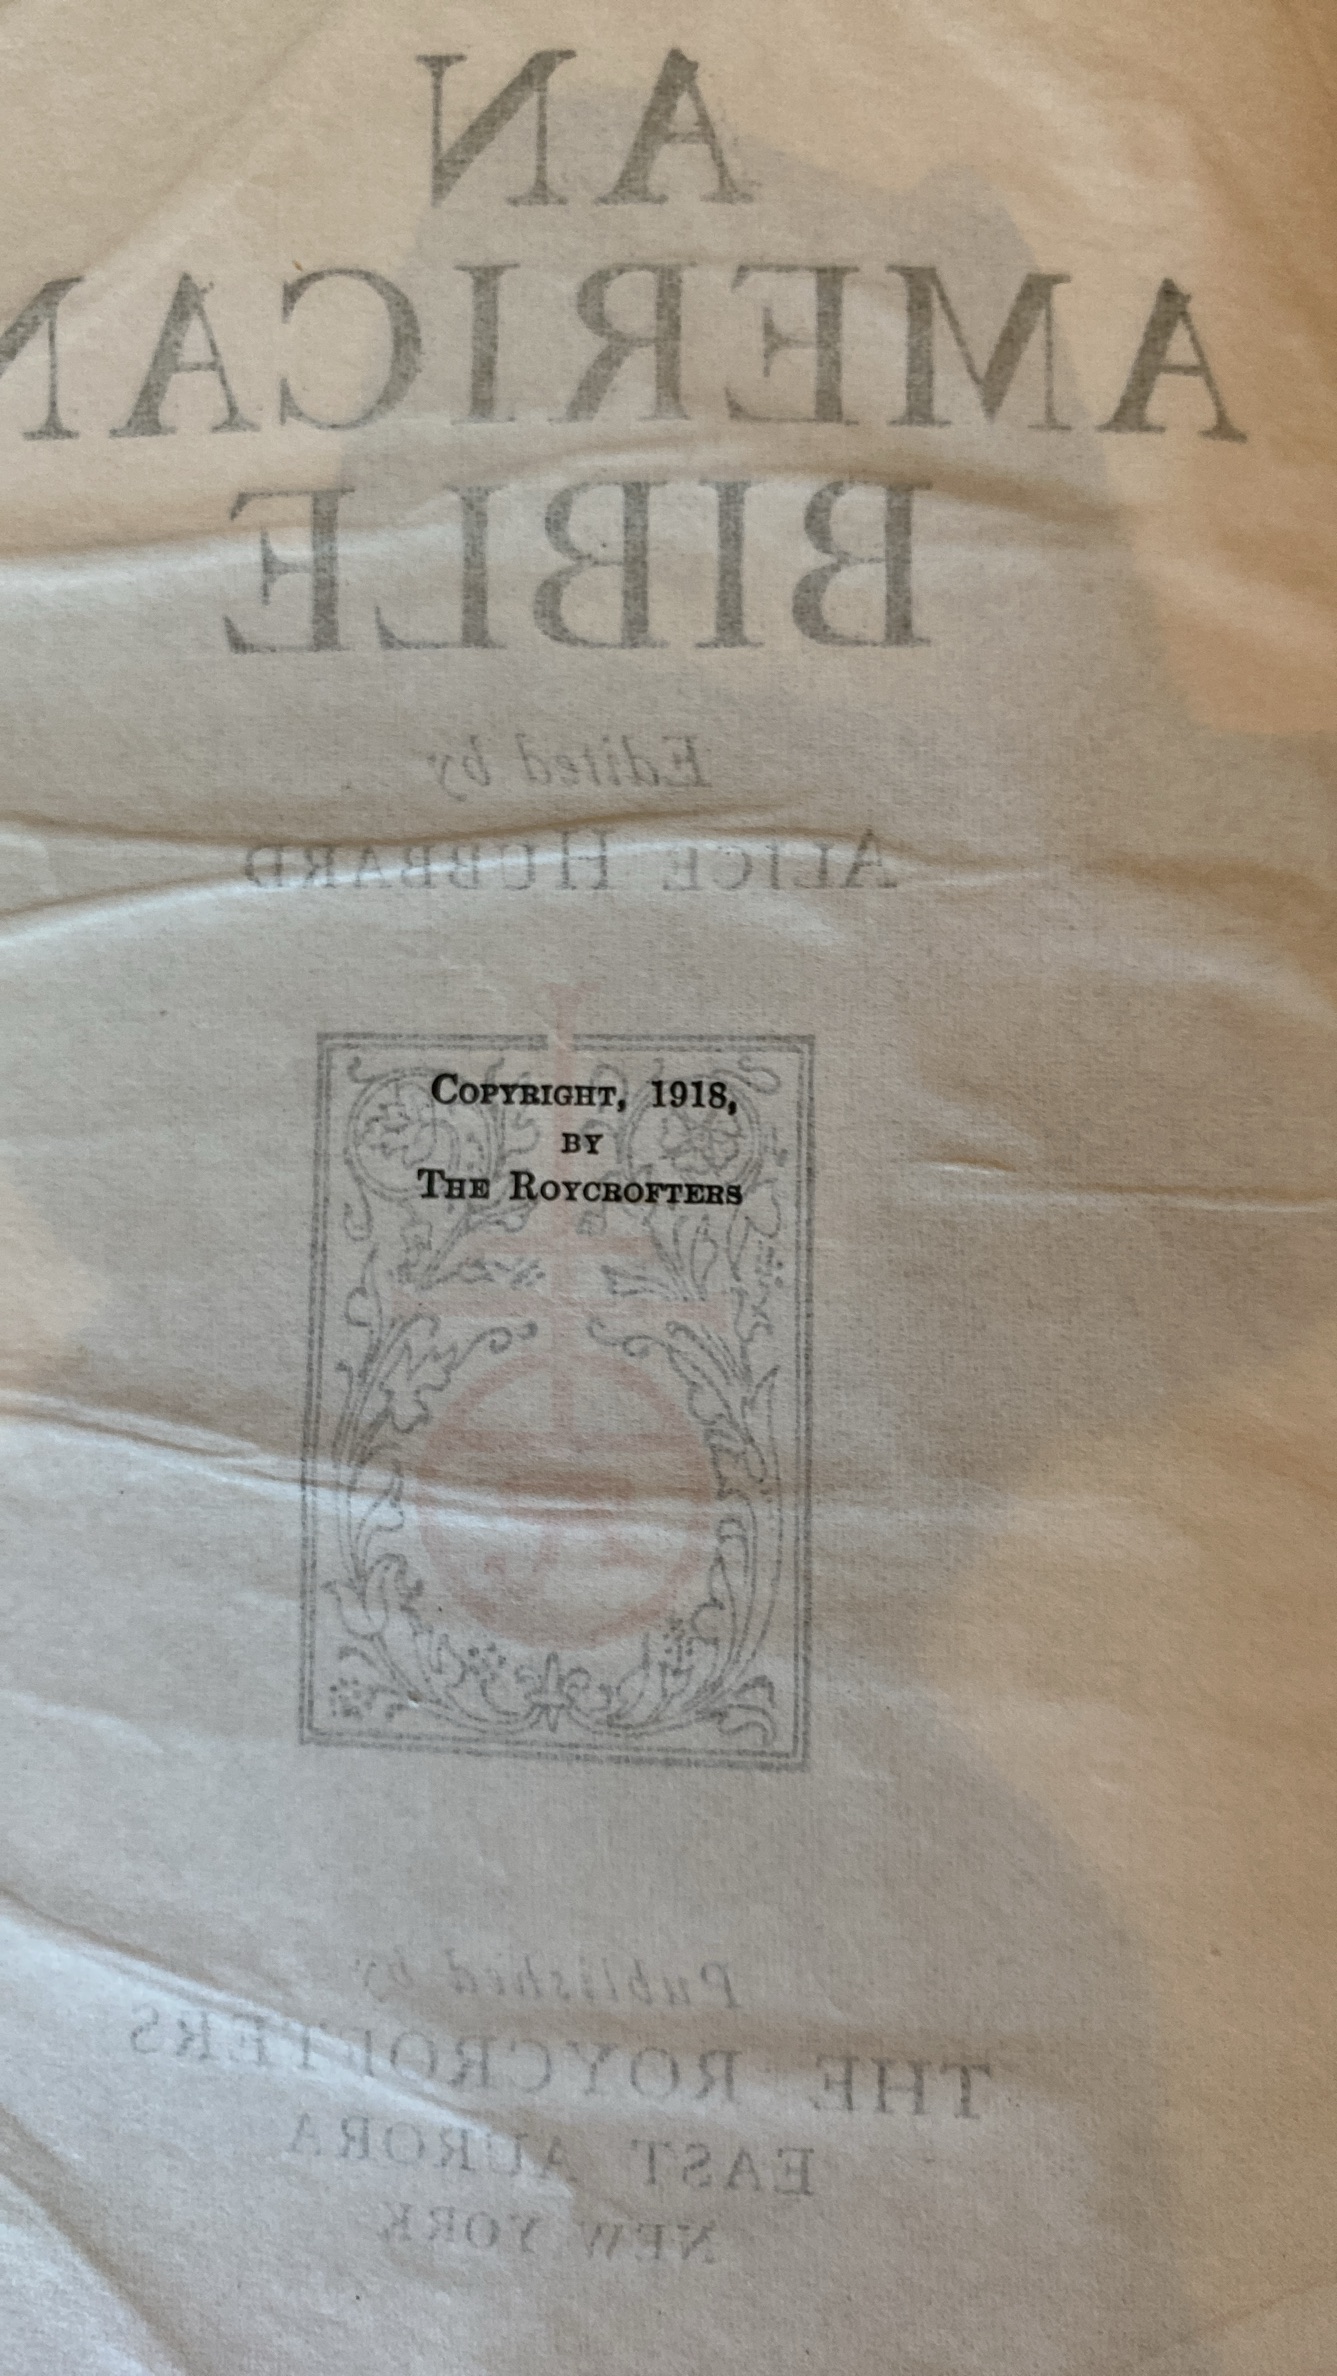 AN
AMERICAN
BIBLE
Edited by
ALICE HUBBARD
COPYRIGHT, 1918,
BY
THE ROYCROFTERS
Published by
THE ROYCROFTERS
EAST AURORA
NEW YORK